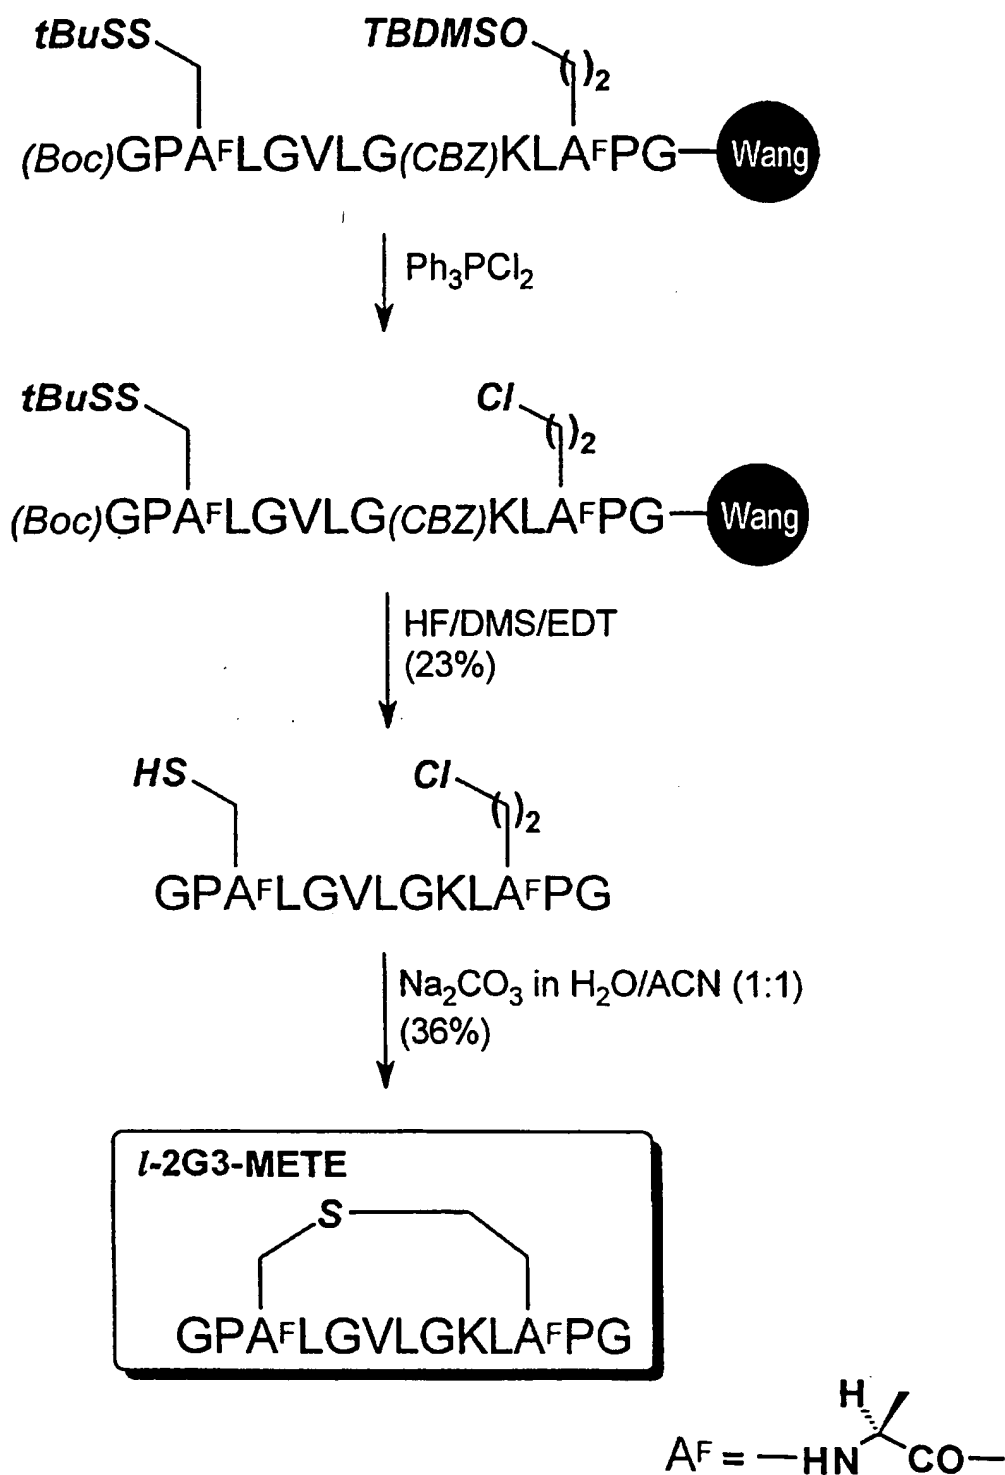 tBuSS TBDMSO
( )2
(Boc)GPAFLGVLG(CBZ)KLAFPG Wang
Ph3PCl2
tBuSS Cl
( )2
(Boc)GPAFLGVLG(CBZ)KLAFPG Wang
HF/DMS/EDT
(23%)
HS Cl
( )2
GPAFLGVLGKLAFPG
Na2CO3 in H2O/ACN (1:1)
(36%)
l-2G3-METE
S
GPAFLGVLGKLAFPG
H
AF = —HN CO—